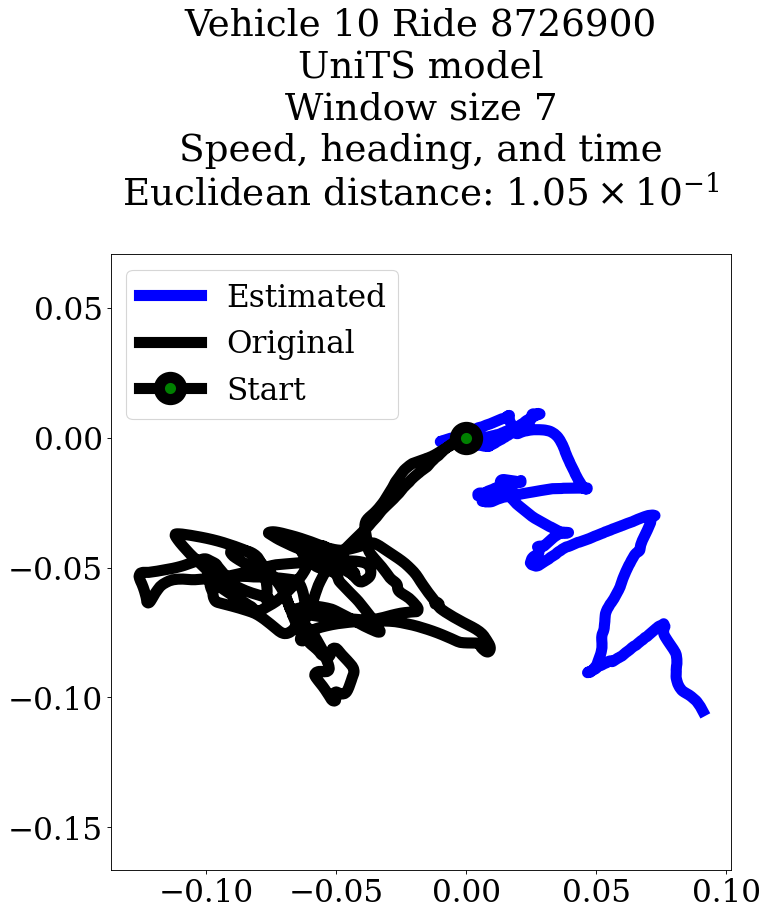 Vehicle 10 Ride 8726900
UniTS model
Window size 7
Speed, heading, and time
Euclidean distance: 1.05 × 10⁻¹
Estimated
Original
Start
0.05
0.00
−0.05
−0.10
−0.15
−0.10 −0.05 0.00 0.05 0.10